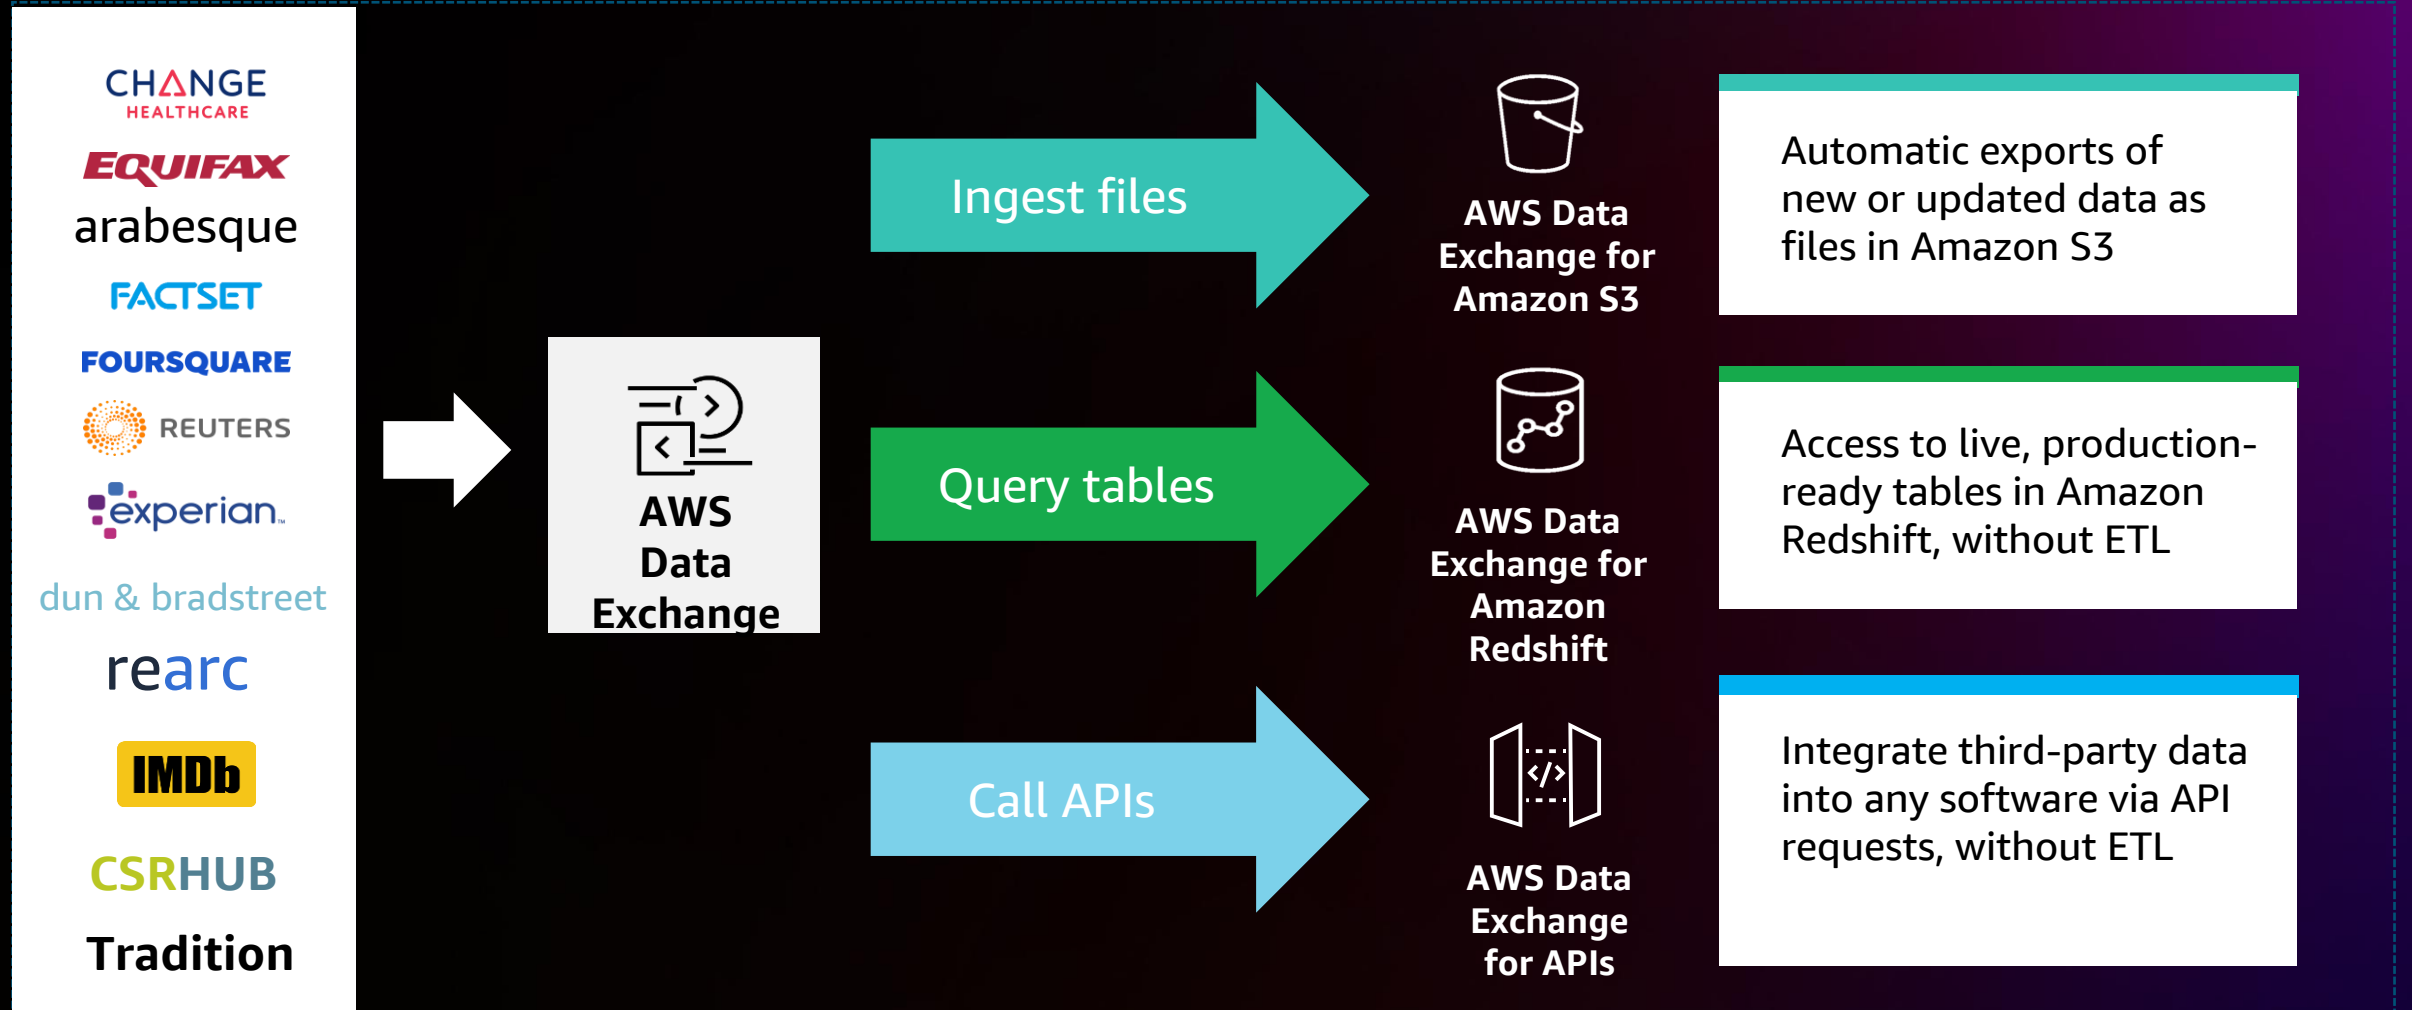 CHANGE
HEALTHCARE
EQUIFAX
arabesque
FACTSET
FOURSQUARE
REUTERS
experian™
dun & bradstreet
rearc
IMDb
CSRHUB
Tradition
AWS
Data
Exchange
Ingest files
AWS Data
Exchange for
Amazon S3
Automatic exports of
new or updated data as
files in Amazon S3
Query tables
AWS Data
Exchange for
Amazon
Redshift
Access to live, production-
ready tables in Amazon
Redshift, without ETL
Call APIs
</>
AWS Data
Exchange
for APIs
Integrate third-party data
into any software via API
requests, without ETL